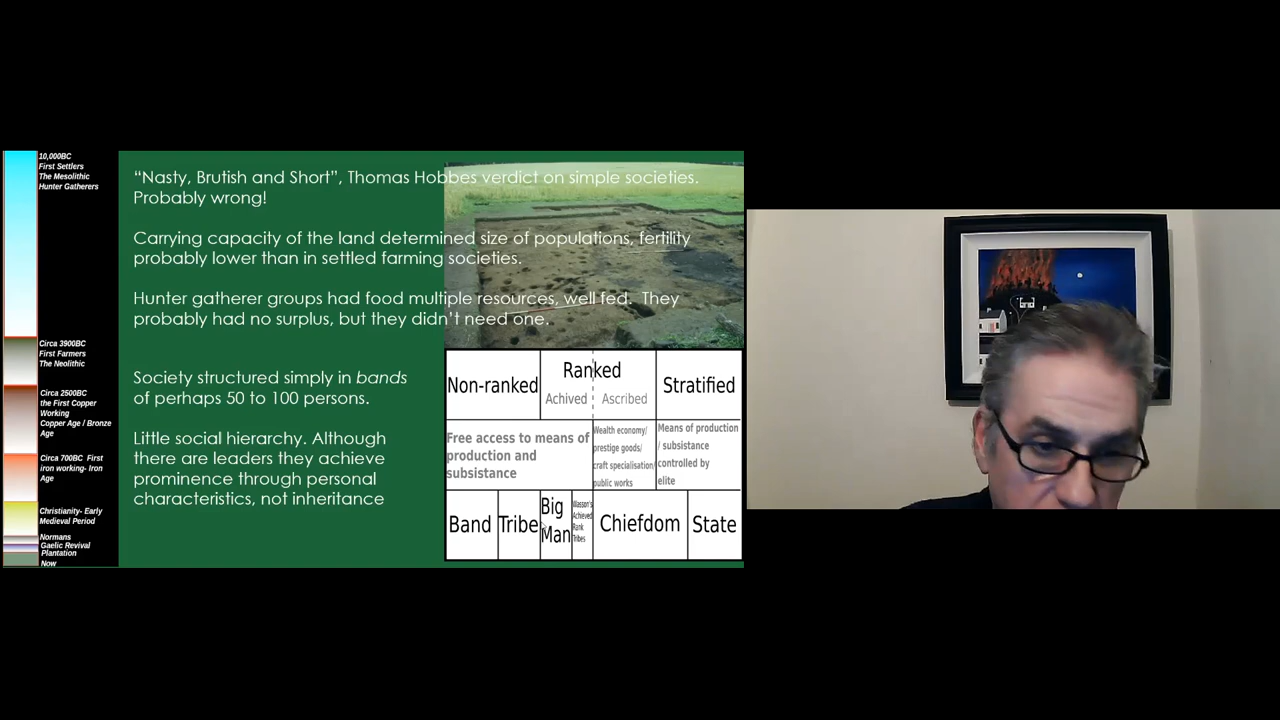 10,000BC
First Settlers
The Mesolithic
Hunter Gatherers
Circa 3900BC
First Farmers
The Neolithic
Circa 2500BC
the First Copper
Working
Copper Age / Bronze
Age
Circa 700BC First
iron working- Iron
Age
Christianity- Early
Medieval Period
Normans
Gaelic Revival
Plantation
Now
“Nasty, Brutish and Short”, Thomas Hobbes verdict on simple societies.
Probably wrong!
Carrying capacity of the land determined size of populations, fertility
probably lower than in settled farming societies.
Hunter gatherer groups had food multiple resources, well fed. They
probably had no surplus, but they didn’t need one.
Society structured simply in bands
of perhaps 50 to 100 persons.
Little social hierarchy. Although
there are leaders they achieve
prominence through personal
characteristics, not inheritance
Non-ranked
Ranked
Achived
Ascribed
Stratified
Free access to means of
production and
subsistance
Wealth economy/
prestige goods/
craft specialisation/
public works
Means of production
/ subsistance
controlled by
elite
Band
Tribe
Big
Man
Wasson's
Achieved
Rank
Tribes
Chiefdom
State